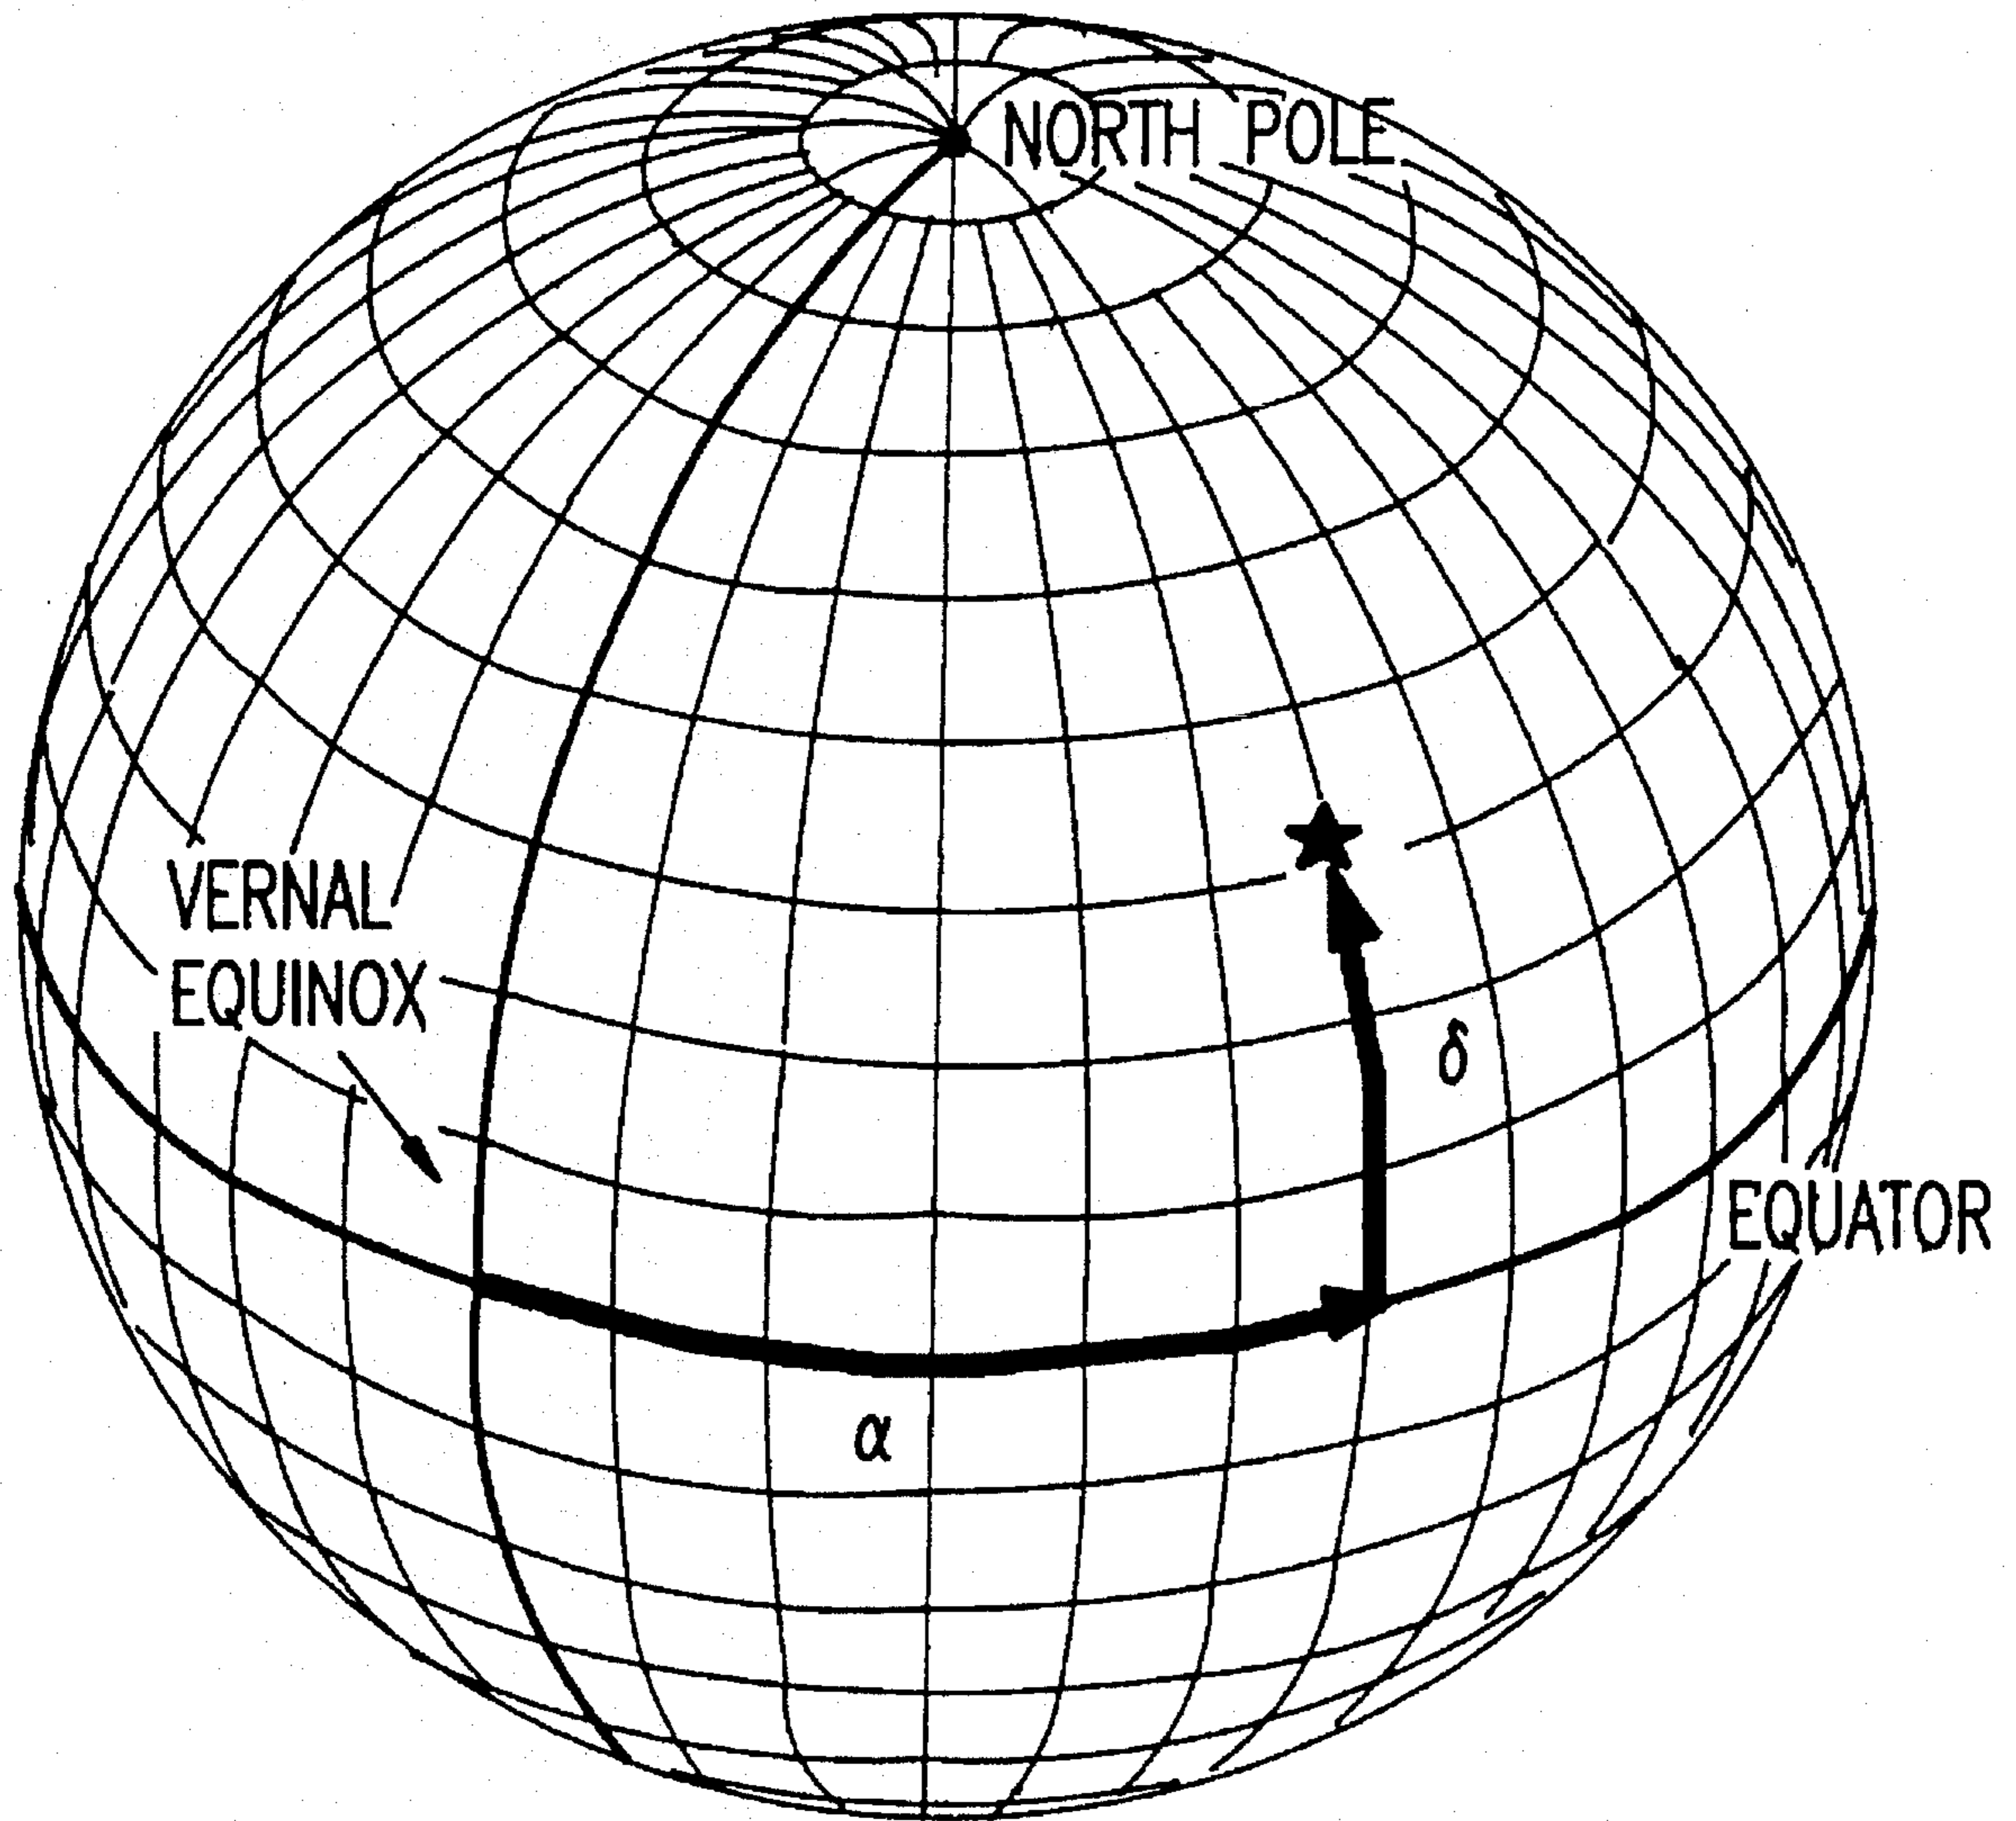 NORTH POLE
VERNAL
EQUINOX
δ
EQUATOR
α